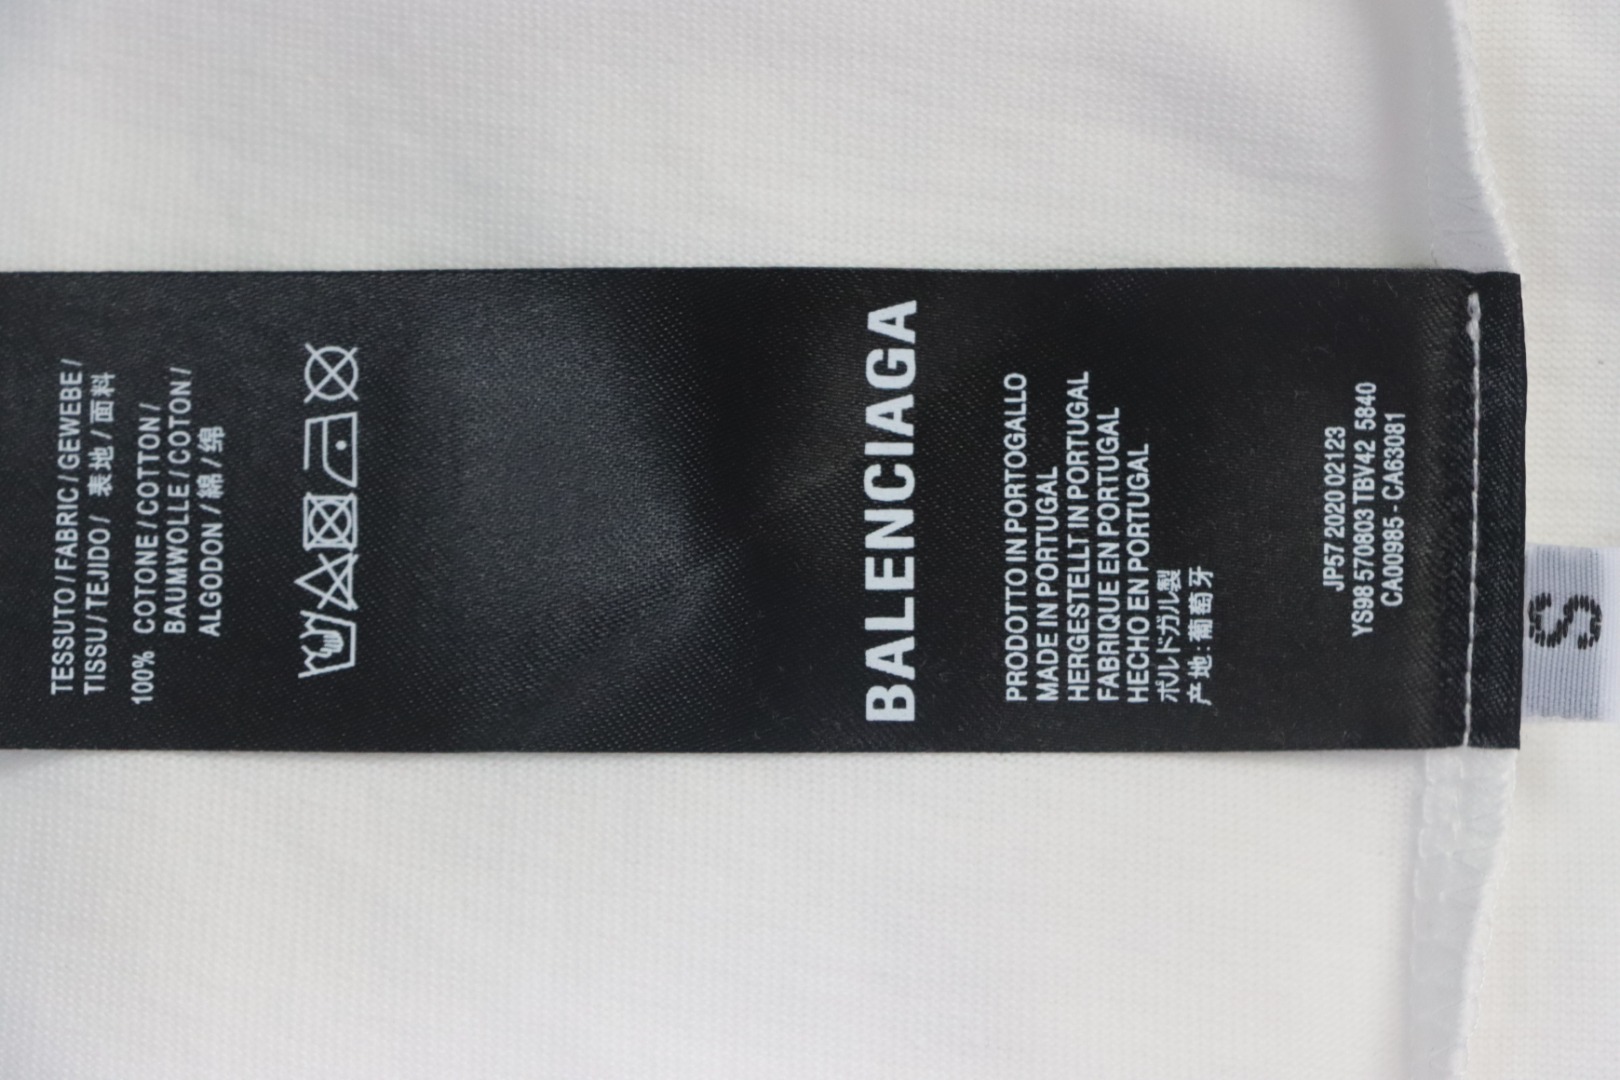 TESSUTO / FABRIC / GEWEBE /
TISSU / TEJIDO / 表地 / 面料
100% COTONE / COTTON /
BAUMWOLLE / COTON /
ALGODON / 綿 / 绵
BALENCIAGA
PRODOTTO IN PORTOGALLO
MADE IN PORTUGAL
HERGESTELLT IN PORTUGAL
FABRIQUE EN PORTUGAL
HECHO EN PORTUGAL
ポルドガル製
产地:葡萄牙
JP57 2020 02123
YS98 570803 TBV42 5840
CA00985 - CA63081
S